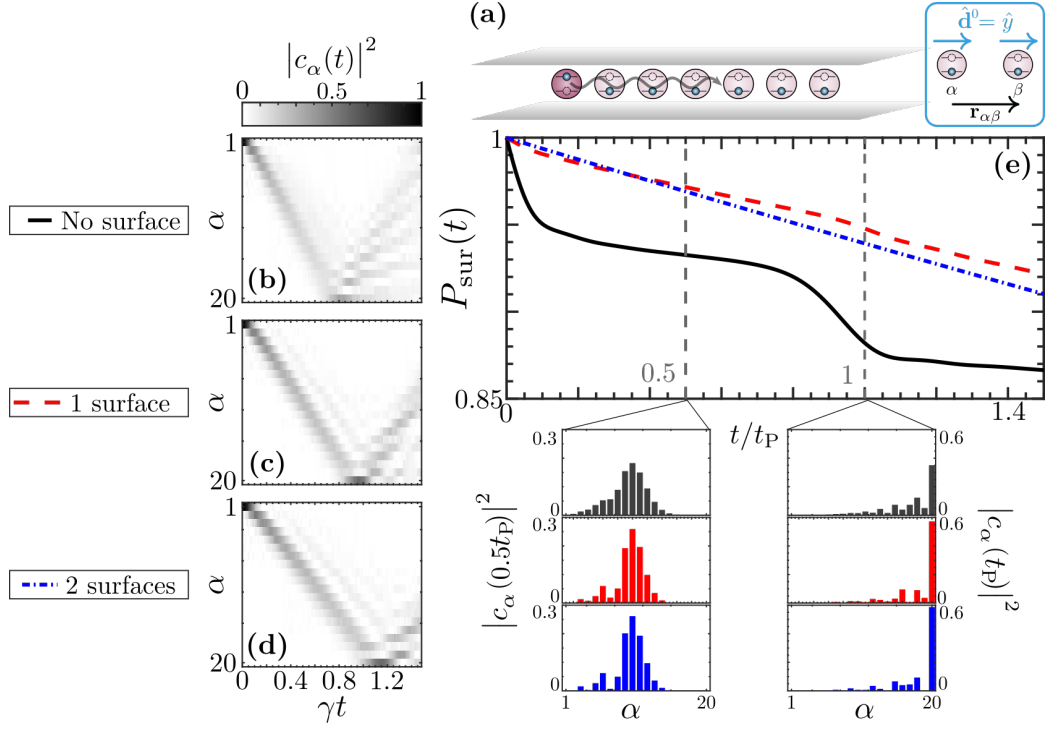 (a)
d̂⁰= ŷ
α
β
r_αβ
|c_α(t)|²
0
0.5
1
No surface
1
α
20
(b)
1 surface
1
α
20
(c)
2 surfaces
1
α
20
(d)
0
0.4
0.8
1.2
γt
(e)
1
P_sur(t)
0.85
0.5
1
0
1.4
t/t_P
0.3
0
0.3
0
0.3
0
|c_α(0.5t_P)|²
1
α
20
0.6
0
0.6
0
0.6
0
|c_α(t_P)|²
1
α
20